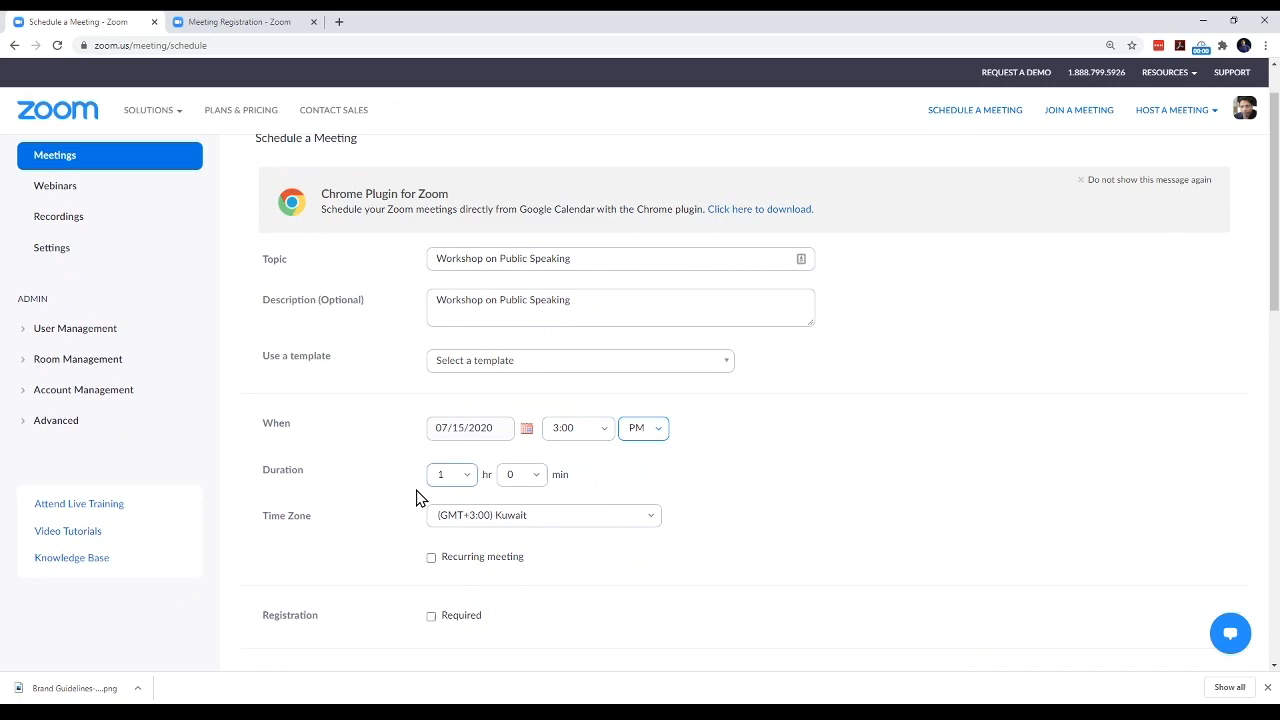 Schedule a Meeting - Zoom
Meeting Registration - Zoom
zoom.us/meeting/schedule
00:00
REQUEST A DEMO 1.888.799.5926 RESOURCES SUPPORT
zoom SOLUTIONS PLANS & PRICING CONTACT SALES SCHEDULE A MEETING JOIN A MEETING HOST A MEETING
Schedule a Meeting
Meetings
Webinars
Recordings
Settings
ADMIN
User Management
Room Management
Account Management
Advanced
Attend Live Training
Video Tutorials
Knowledge Base
Chrome Plugin for Zoom
Do not show this message again
Schedule your Zoom meetings directly from Google Calendar with the Chrome plugin. Click here to download.
Topic Workshop on Public Speaking
Description (Optional) Workshop on Public Speaking
Use a template Select a template
When 07/15/2020 3:00 PM
Duration 1 hr 0 min
Time Zone (GMT+3:00) Kuwait
Recurring meeting
Registration Required
Brand Guidelines-....png
Show all